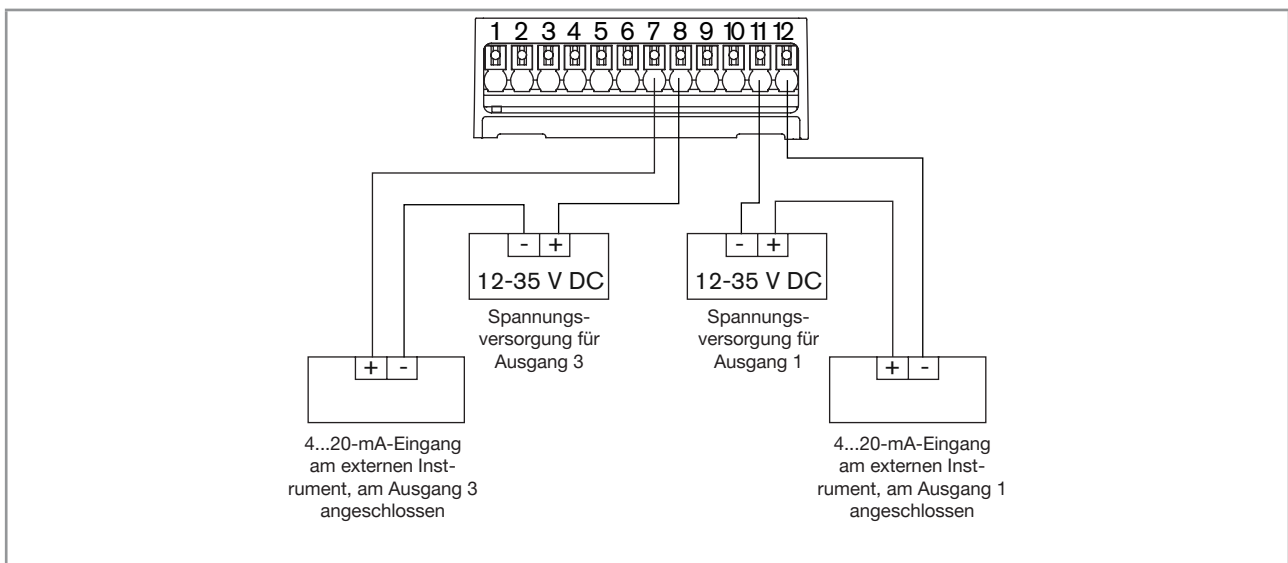 1 2 3 4 5 6 7 8 9 10 11 12
- +
12-35 V DC
Spannungs-
versorgung für
Ausgang 3
- +
12-35 V DC
Spannungs-
versorgung für
Ausgang 1
+ -
4...20-mA-Eingang
am externen Inst-
rument, am Ausgang 3
angeschlossen
+ -
4...20-mA-Eingang
am externen Inst-
rument, am Ausgang 1
angeschlossen